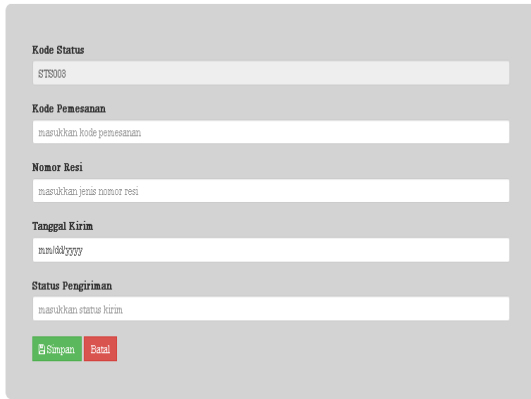 Kode Status
STS003
Kode Pemesanan
masukkan kode pemesanan
Nomor Resi
masukkan jenis nomor resi
Tanggal Kirim
mm/dd/yyyy
Status Pengiriman
masukkan status kirim
Simpan Batal